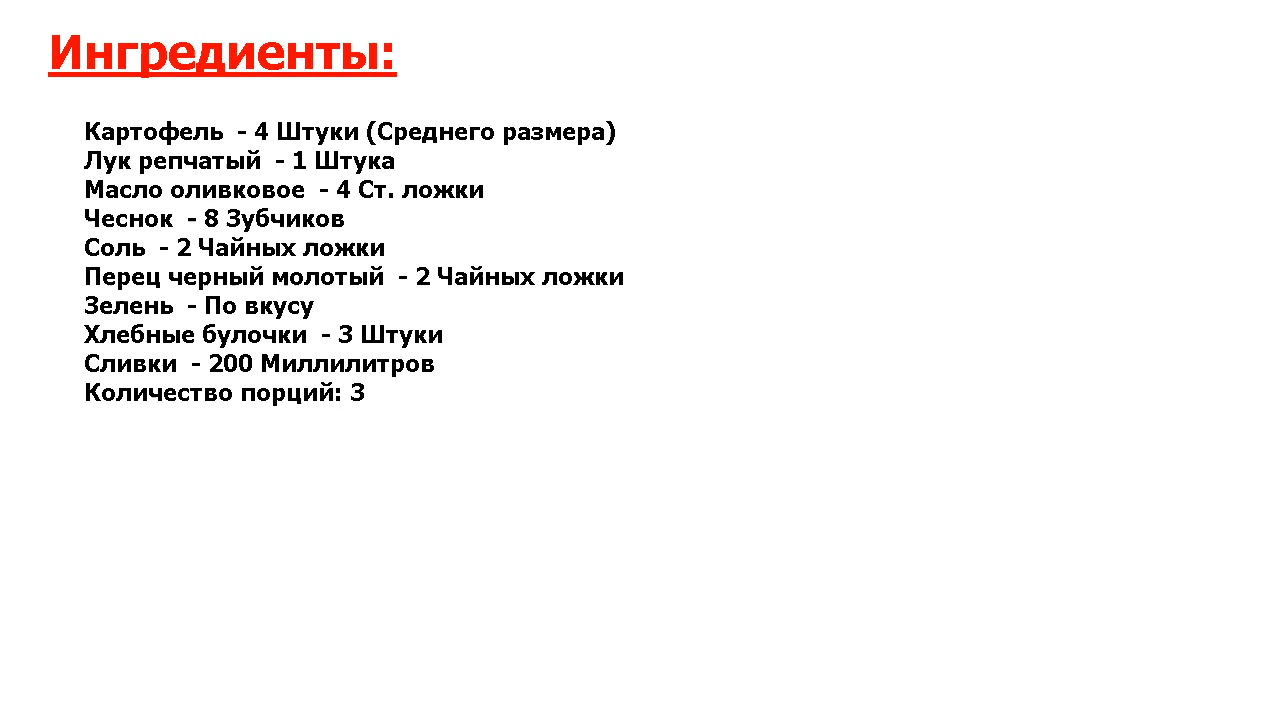 Ингредиенты:
Картофель - 4 Штуки (Среднего размера)
Лук репчатый - 1 Штука
Масло оливковое - 4 Ст. ложки
Чеснок - 8 Зубчиков
Соль - 2 Чайных ложки
Перец черный молотый - 2 Чайных ложки
Зелень - По вкусу
Хлебные булочки - 3 Штуки
Сливки - 200 Миллилитров
Количество порций: 3